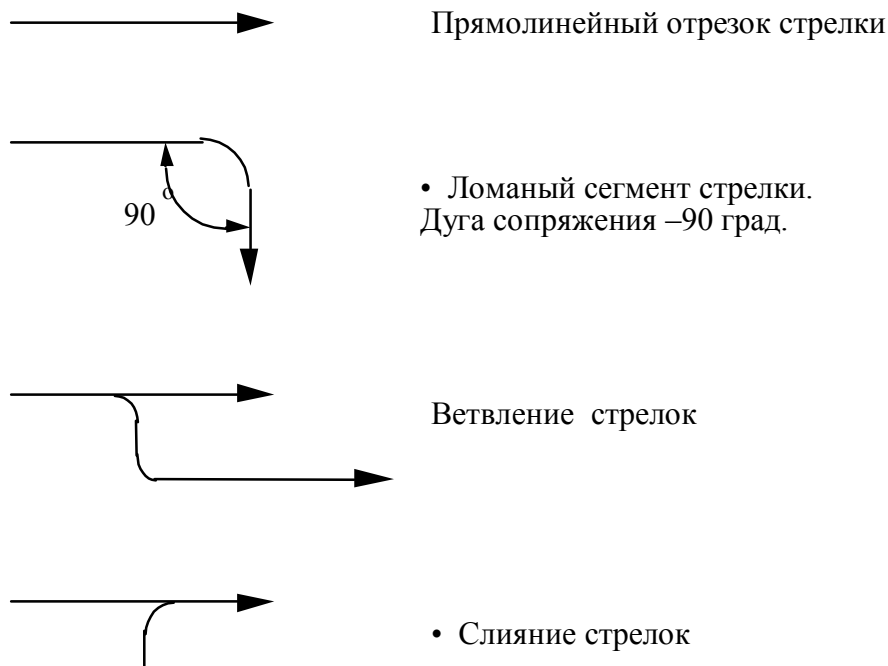 Прямолинейный отрезок стрелки
90 о
• Ломаный сегмент стрелки.
Дуга сопряжения –90 град.
Ветвление стрелок
• Слияние стрелок